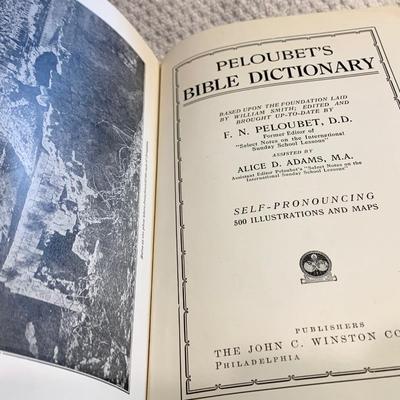 PELOUBET'S
BIBLE DICTIONARY
BASED UPON THE FOUNDATION LAID
BY WILLIAM SMITH; EDITED AND
BROUGHT UP-TO-DATE BY
F. N. PELOUBET, D.D.
Former Editor of
"Select Notes on the International
Sunday School Lessons"
ASSISTED BY
ALICE D. ADAMS, M.A.
Assistant Editor Peloubet's "Select Notes on the
International Sunday School Lessons"
SELF-PRONOUNCING
500 ILLUSTRATIONS AND MAPS
PUBLISHERS
THE JOHN C. WINSTON CO
PHILADELPHIA